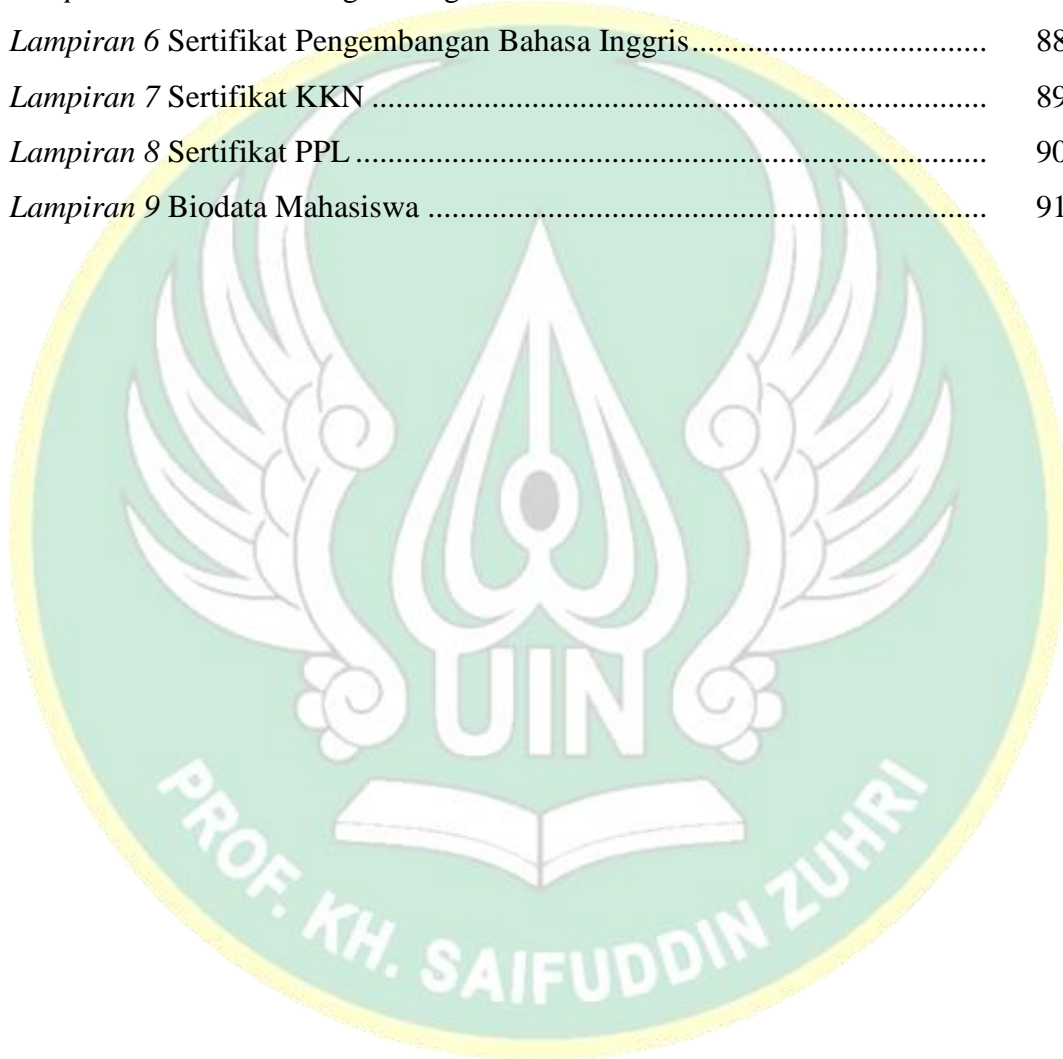 Lampiran 6 Sertifikat Pengembangan Bahasa Inggris.................................... 88
Lampiran 7 Sertifikat KKN ............................................................................ 89
Lampiran 8 Sertifikat PPL .............................................................................. 90
Lampiran 9 Biodata Mahasiswa ..................................................................... 91
UIN
PROF. KH. SAIFUDDIN ZUHRI